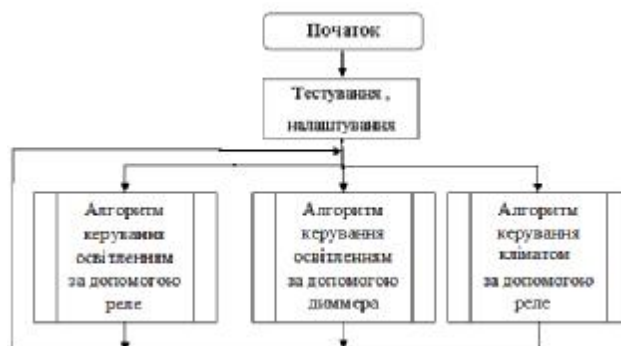 Початок
Тестування ,
налаштування
Алгоритм
керування
освітленням
за допомогою
реле
Алгоритм
керування
освітленням
за допомогою
диммера
Алгоритм
керування
кліматом
за допомогою
реле